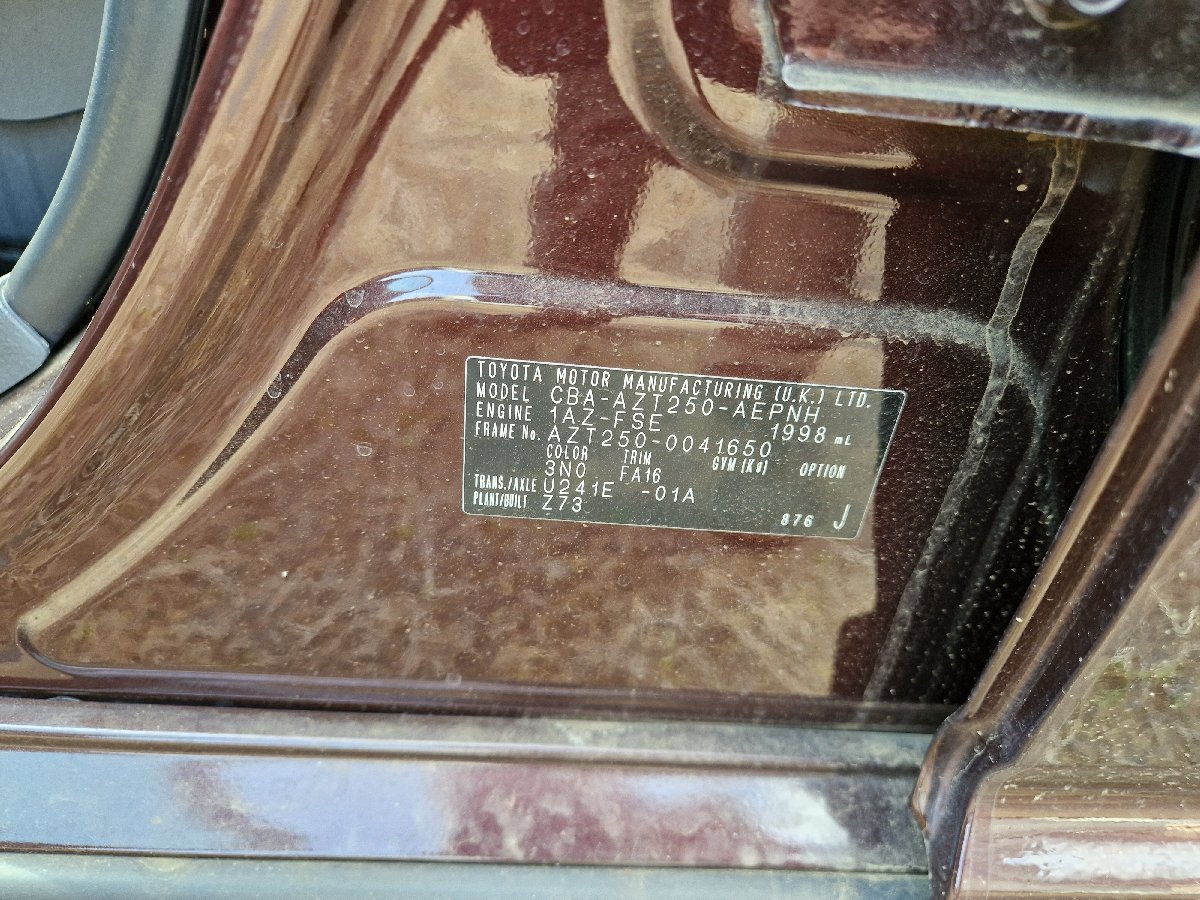 TOYOTA MOTOR MANUFACTURING (U.K.) LTD.
MODEL CBA-AZT250-AEPNH
ENGINE 1AZ-FSE 1998 mL
FRAME No. AZT250-0041650
COLOR TRIM GVM (Kg) OPTION
3N0 FA16
TRANS./AXLE U241E -01A
PLANT/BUILT Z73
876 J